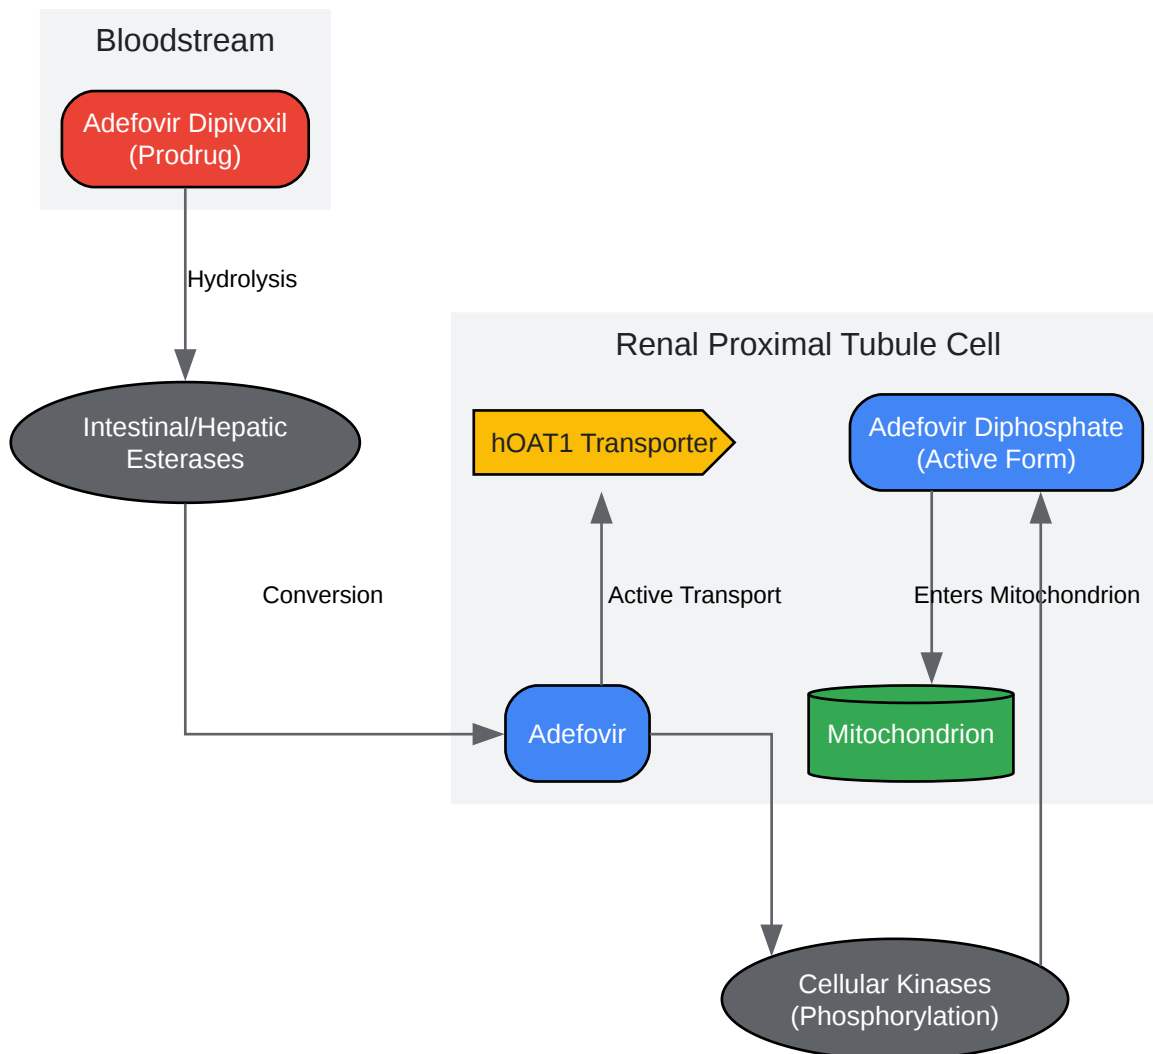 Bloodstream
Adefovir Dipivoxil
(Prodrug)
Hydrolysis
Intestinal/Hepatic
Esterases
Conversion
Renal Proximal Tubule Cell
hOAT1 Transporter
Adefovir Diphosphate
(Active Form)
Active Transport
Enters Mitochondrion
Adefovir
Mitochondrion
Cellular Kinases
(Phosphorylation)